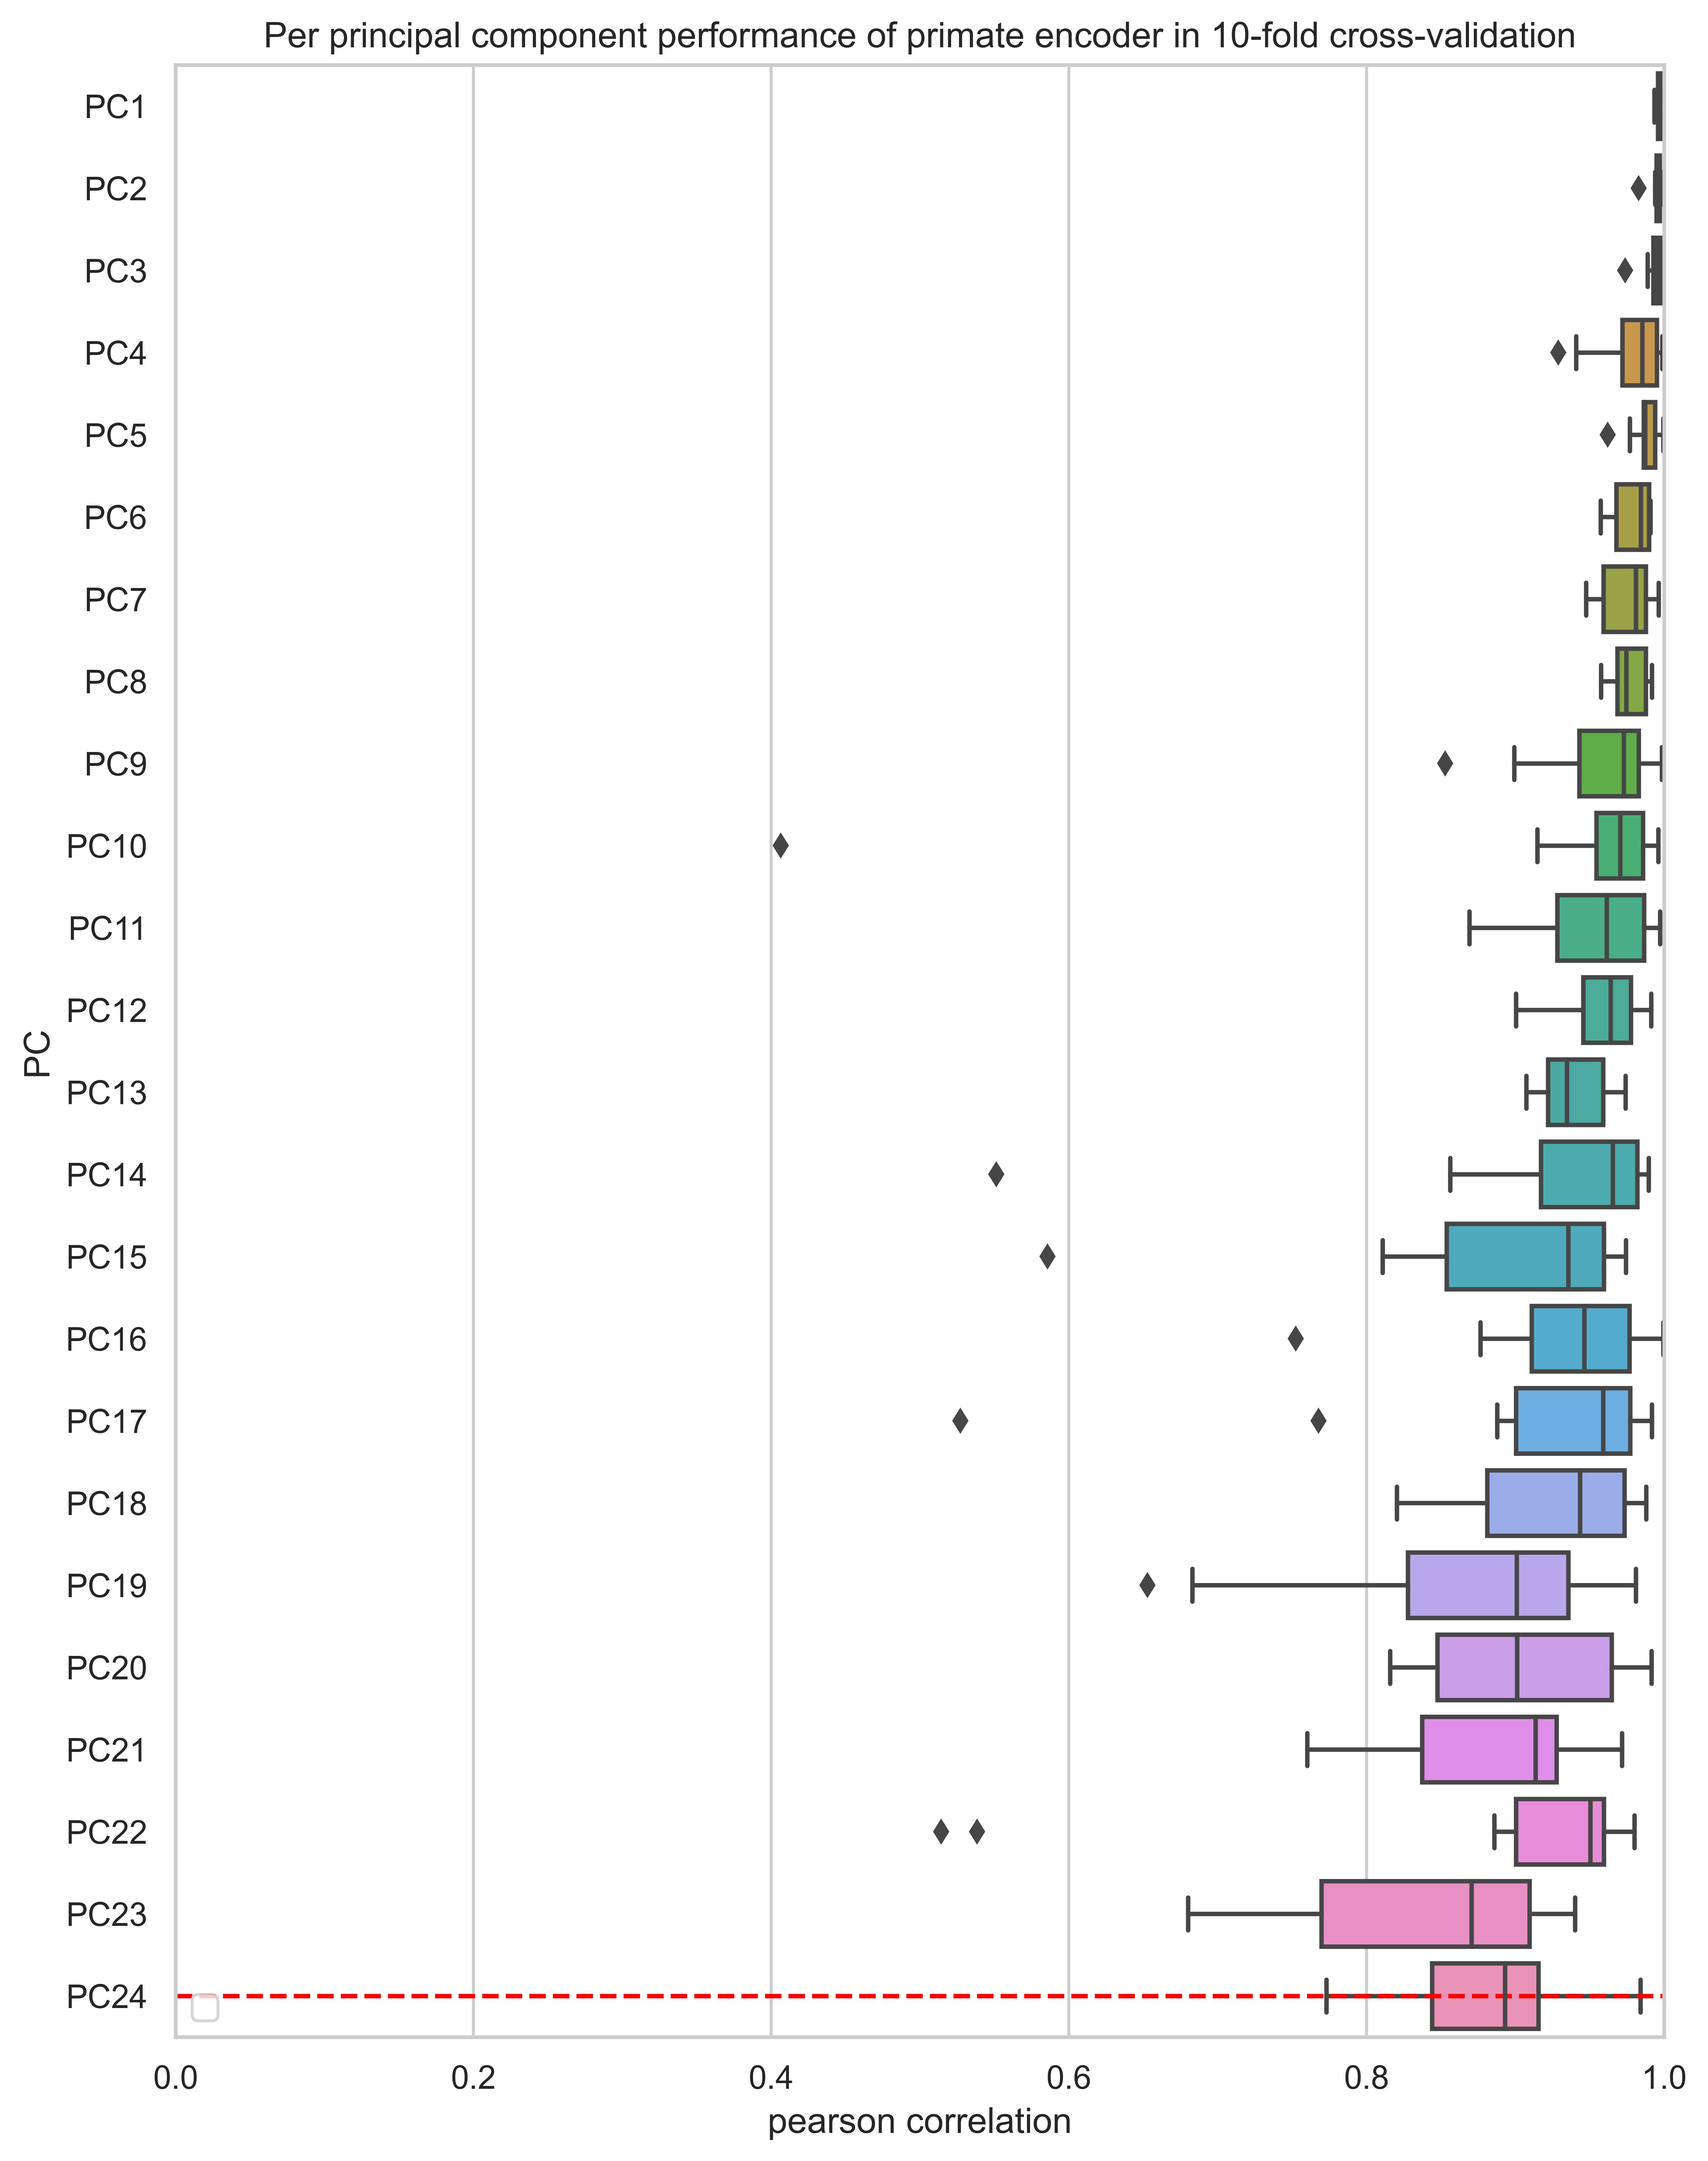 Per principal component performance of primate encoder in 10-fold cross-validation
PC1
PC2
PC3
PC4
PC5
PC6
PC7
PC8
PC9
PC10
PC11
PC12
PC13
PC14
PC15
PC16
PC17
PC18
PC19
PC20
PC21
PC22
PC23
PC24
PC
0.0 0.2 0.4 0.6 0.8 1.0
pearson correlation